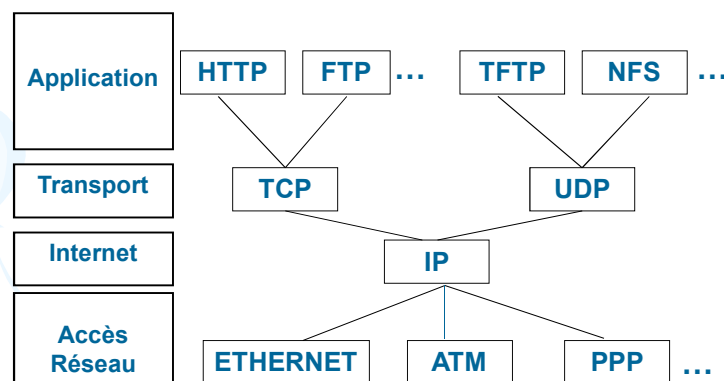 Application
HTTP FTP ... TFTP NFS ...
Transport
TCP UDP
Internet
IP
Accès
Réseau
ETHERNET ATM PPP ...